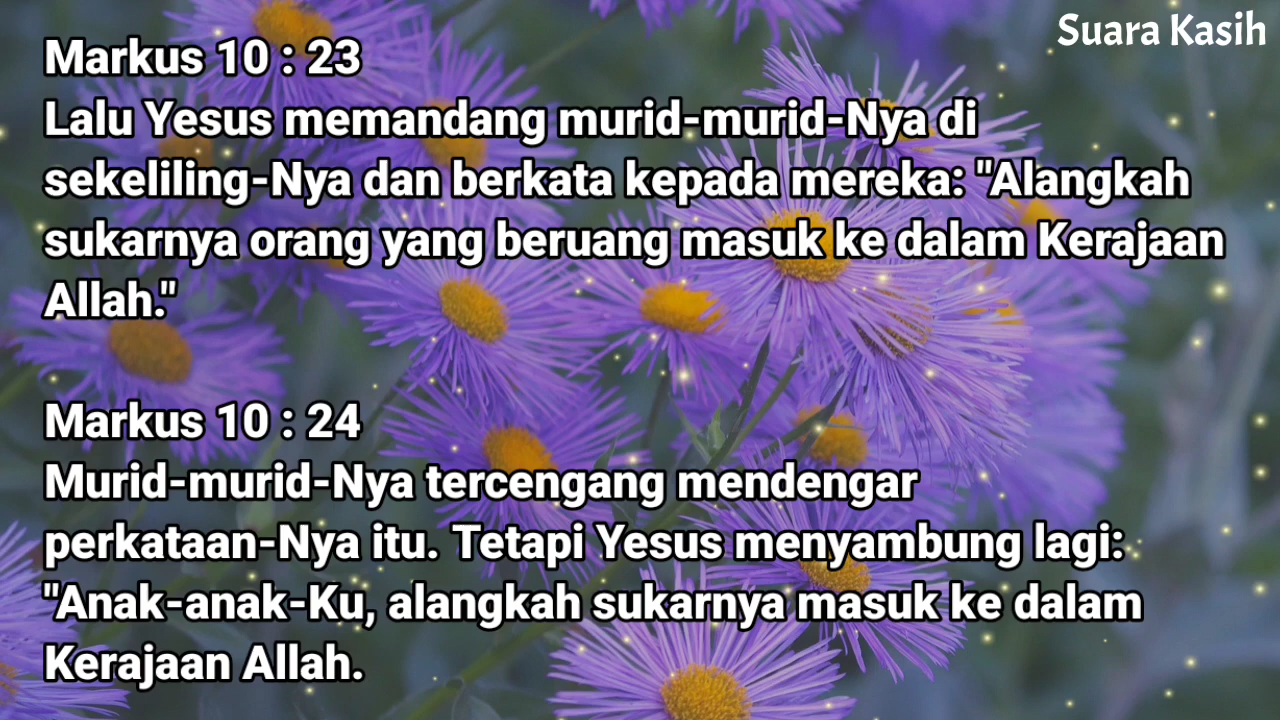 Suara Kasih
Markus 10 : 23
Lalu Yesus memandang murid-murid-Nya di
sekeliling-Nya dan berkata kepada mereka: "Alangkah
sukarnya orang yang beruang masuk ke dalam Kerajaan
Allah."
Markus 10 : 24
Murid-murid-Nya tercengang mendengar
perkataan-Nya itu. Tetapi Yesus menyambung lagi:
"Anak-anak-Ku, alangkah sukarnya masuk ke dalam
Kerajaan Allah.